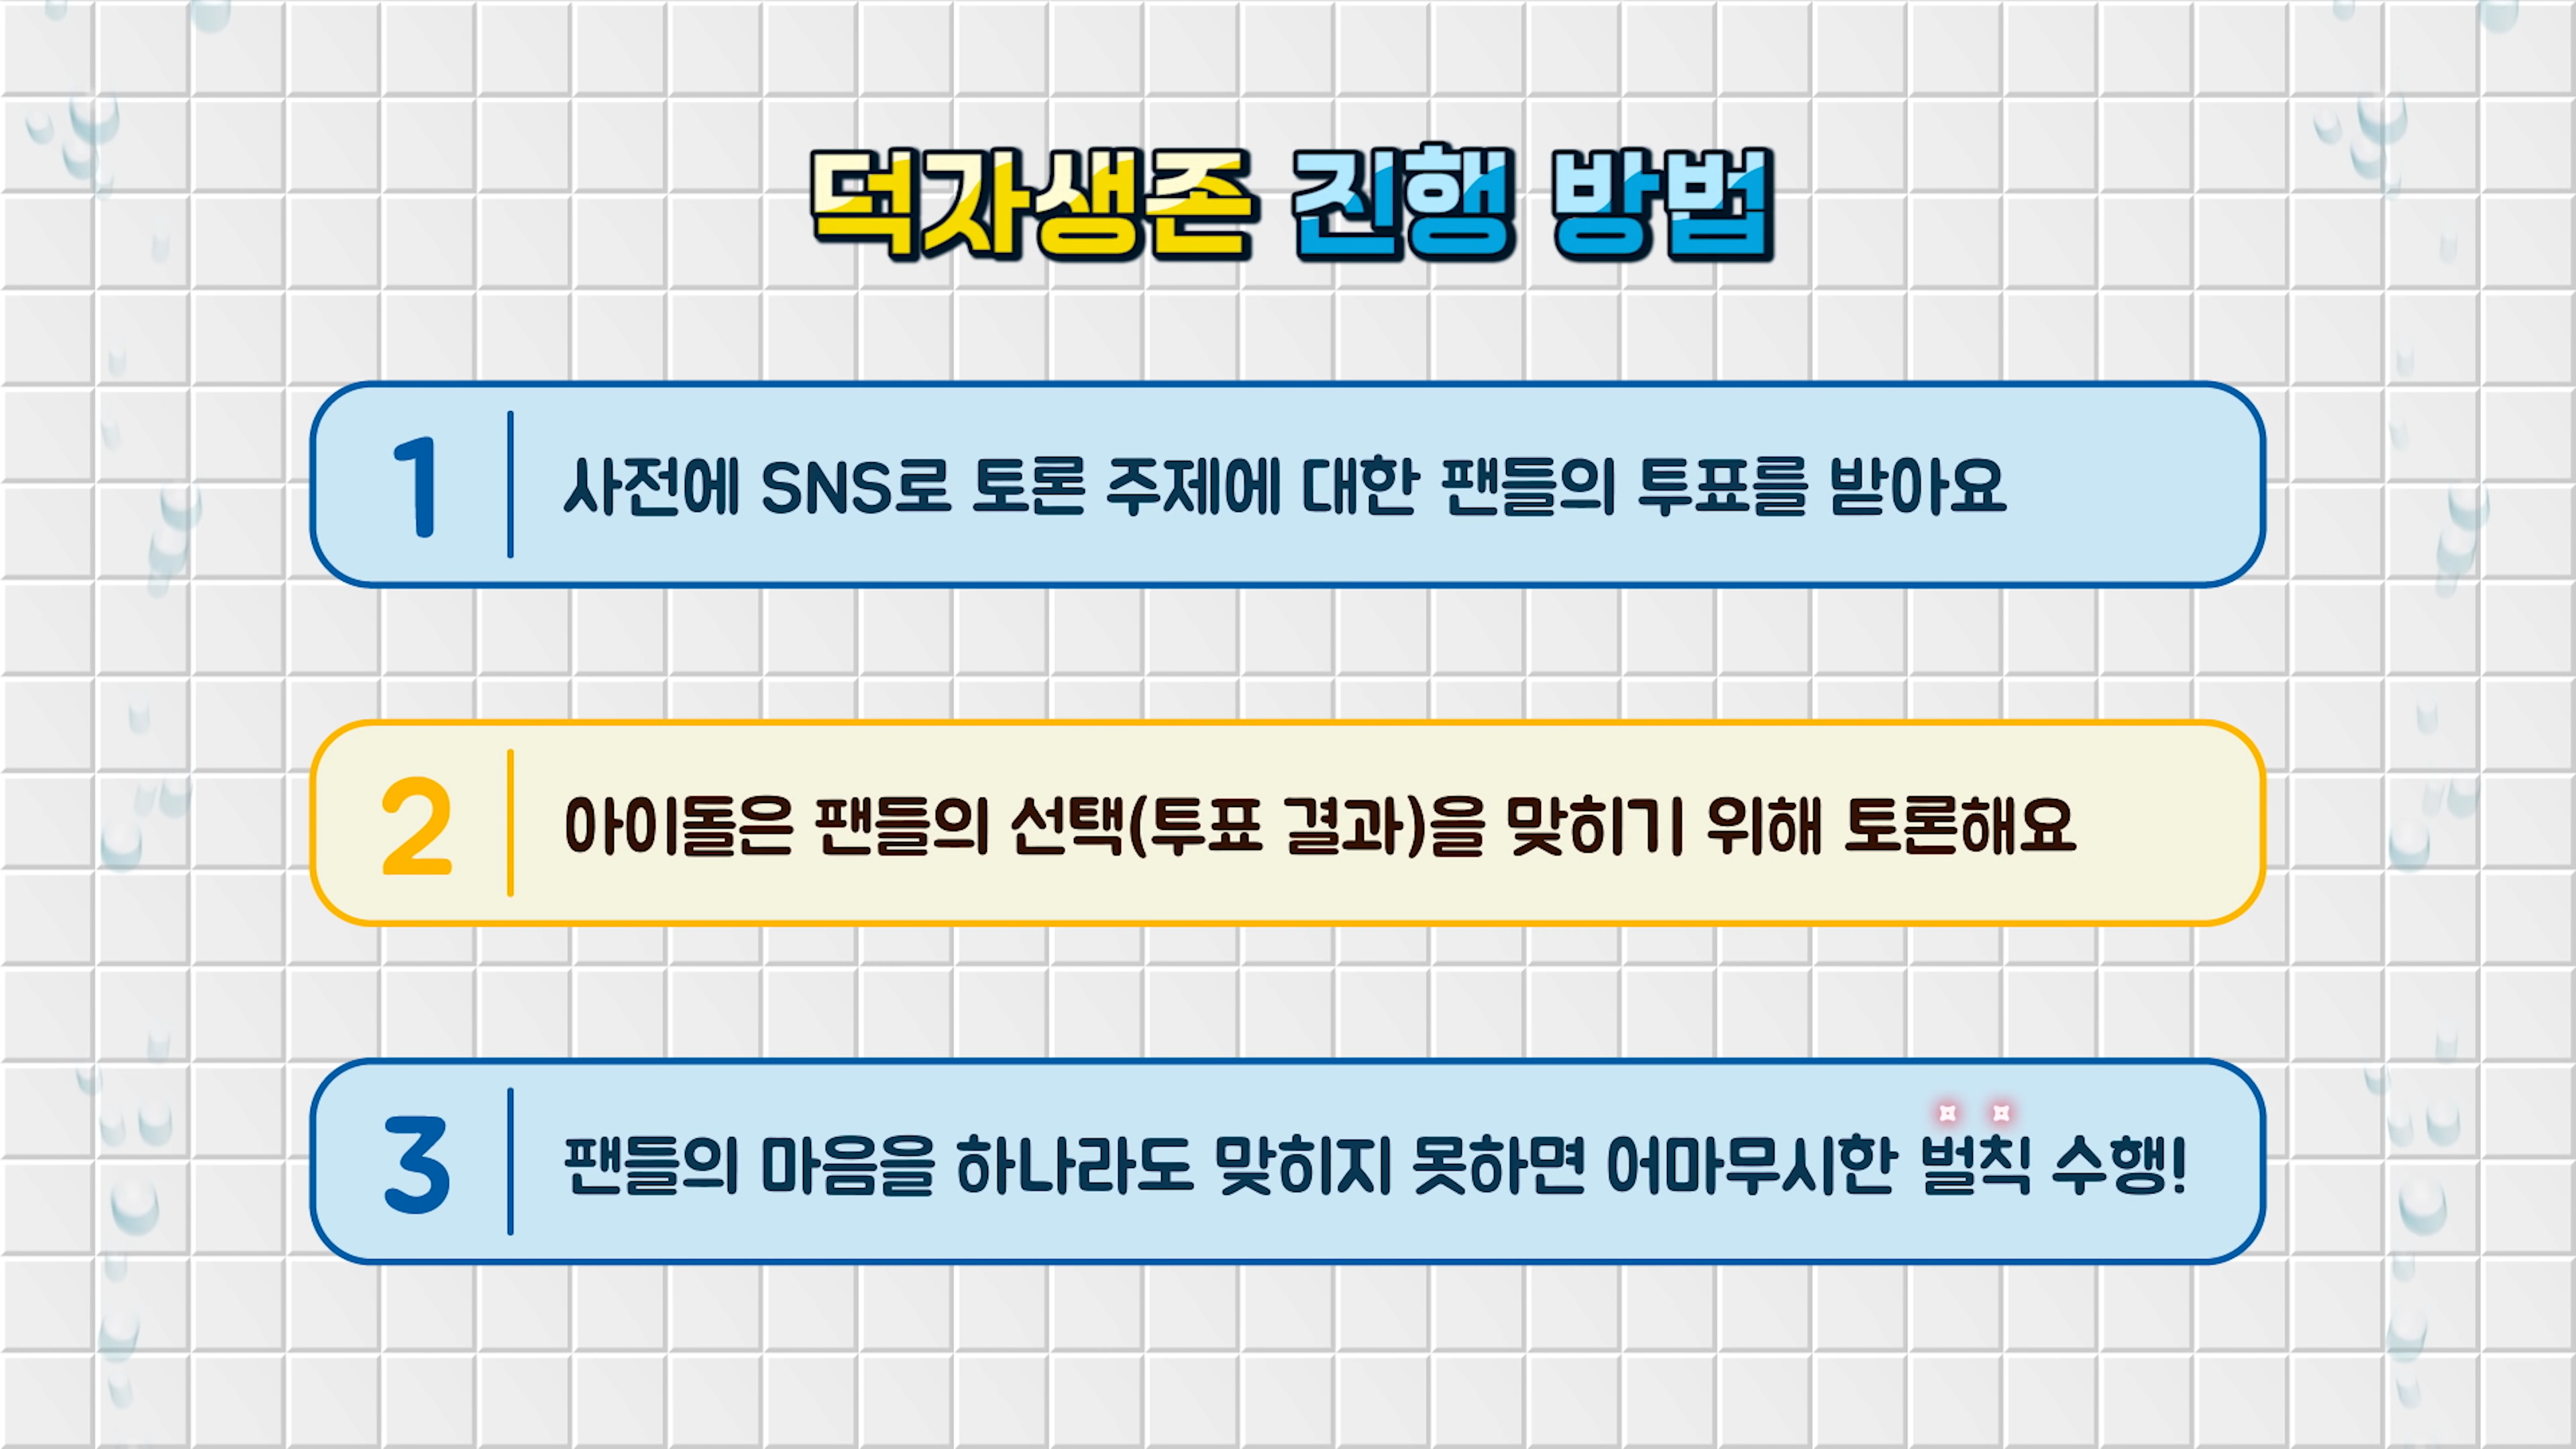 덕자생존 진행 방법
1 사전에 SNS로 토론 주제에 대한 팬들의 투표를 받아요
2 아이돌은 팬들의 선택(투표 결과)을 맞히기 위해 토론해요
3 팬들의 마음을 하나라도 맞히지 못하면 어마무시한 벌칙 수행!